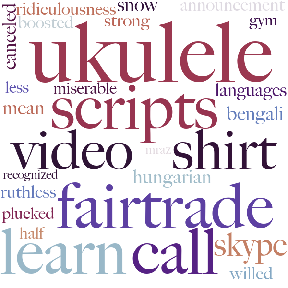 canceled
ridiculousness
snow
announcement
boosted
strong
gym
ukulele
less
miserable
languages
mean
scripts
bengali
video
shirt
mraz
recognized
hungarian
ruthless
fairtrade
plucked
half
learn
call
skype
willed